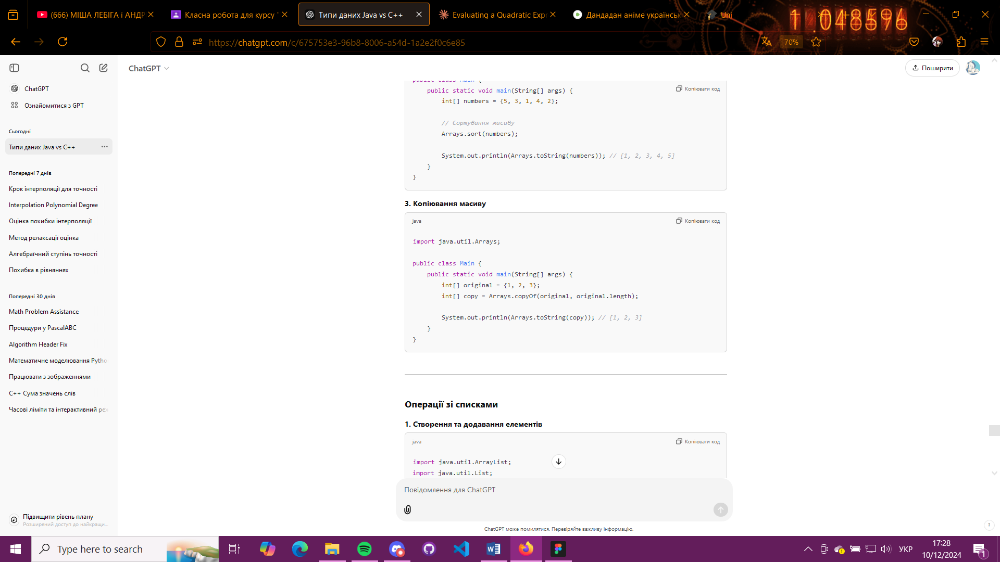 (666) МІША ЛЕБІГА і АНДР
Класна робота для курсу "
Типи даних Java vs C++
Evaluating a Quadratic Expr
Дандадан аніме українськ
Uni
https://chatgpt.com/c/675753e3-96b8-8006-a54d-1a2e2f0c6e85
70%
ChatGPT
Поширити
ChatGPT
Ознайомитися з GPT
Сьогодні
Типи даних Java vs C++
Попередні 7 днів
Крок інтерполяції для точності
Interpolation Polynomial Degree
Оцінка похибки інтерполяції
Метод релаксації оцінка
Алгебраїчний ступінь точності
Похибка в рівняннях
Попередні 30 днів
Math Problem Assistance
Процедури у PascalABC
Algorithm Header Fix
Математичне моделювання Pytho
Працювати з зображеннями
C++ Сума значень слів
Часові ліміти та інтерактивний реж
Підвищити рівень плану
Розширений доступ до найкращи...
public class Main {
Копіювати код
public static void main(String[] args) {
int[] numbers = {5, 3, 1, 4, 2};
// Сортування масиву
Arrays.sort(numbers);
System.out.println(Arrays.toString(numbers)); // [1, 2, 3, 4, 5]
}
}
3. Копіювання масиву
java
Копіювати код
import java.util.Arrays;
public class Main {
public static void main(String[] args) {
int[] original = {1, 2, 3};
int[] copy = Arrays.copyOf(original, original.length);
System.out.println(Arrays.toString(copy)); // [1, 2, 3]
}
}
Операції зі списками
1. Створення та додавання елементів
java
Копіювати код
import java.util.ArrayList;
import java.util.List;
Повідомлення для ChatGPT
ChatGPT може помилятися. Перевіряйте важливу інформацію.
?
Type here to search
УКР
17:28
10/12/2024
1